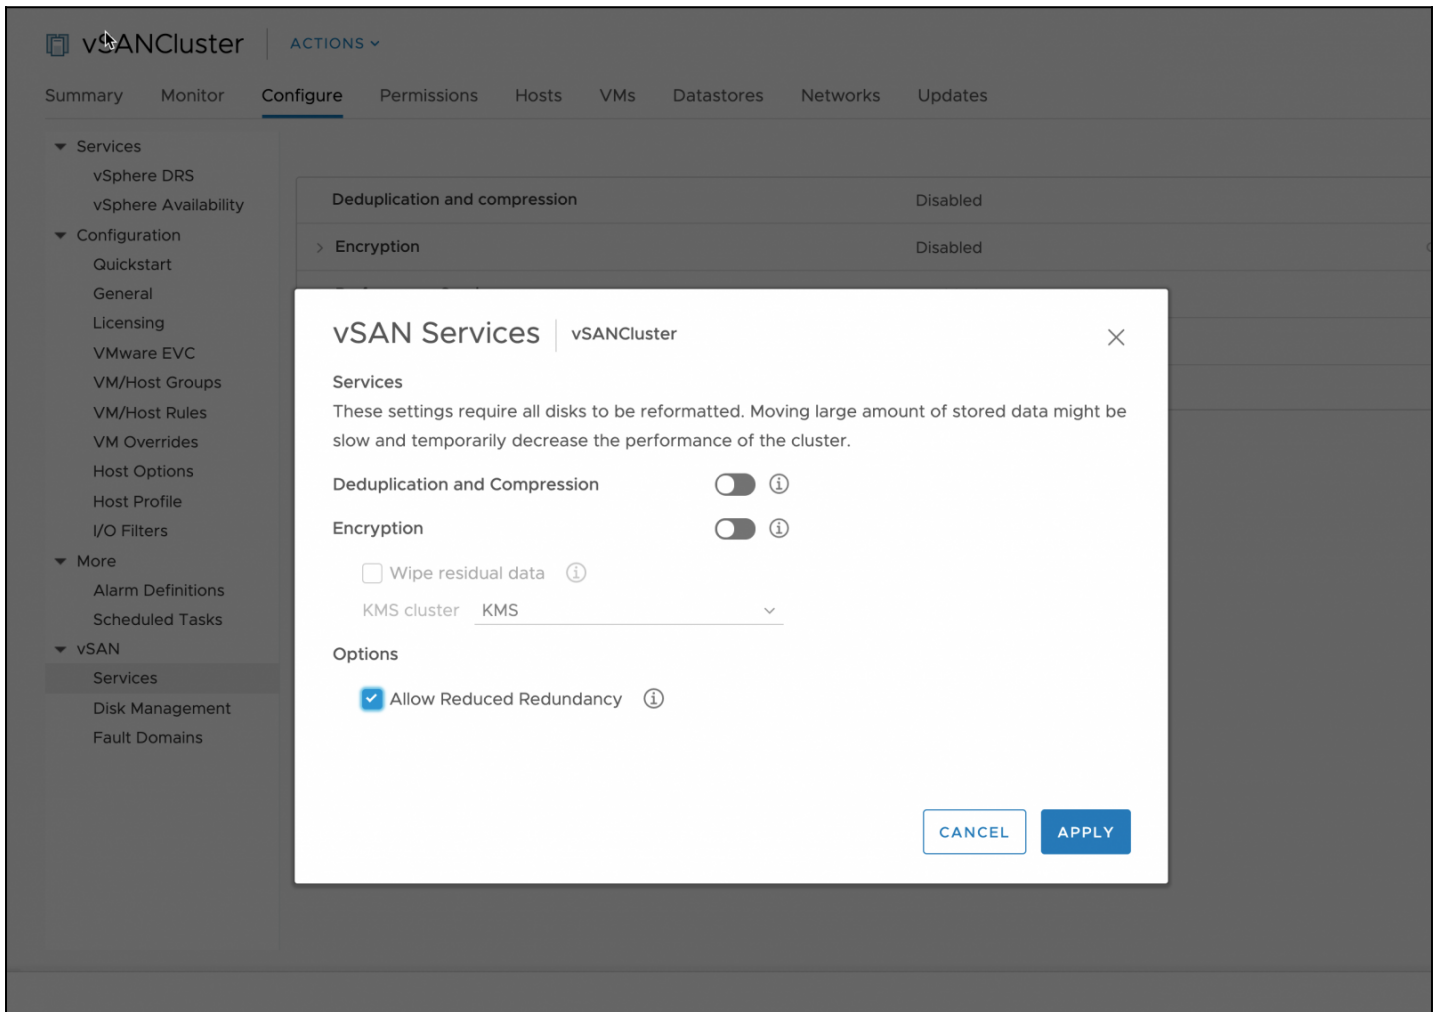 vSANCluster
ACTIONS
Summary Monitor Configure Permissions Hosts VMs Datastores Networks Updates
Services
vSphere DRS
vSphere Availability
Configuration
Quickstart
General
Licensing
VMware EVC
VM/Host Groups
VM/Host Rules
VM Overrides
Host Options
Host Profile
I/O Filters
More
Alarm Definitions
Scheduled Tasks
vSAN
Services
Disk Management
Fault Domains
Deduplication and compression Disabled
Encryption Disabled
vSAN Services vSANCluster
Services
These settings require all disks to be reformatted. Moving large amount of stored data might be
slow and temporarily decrease the performance of the cluster.
Deduplication and Compression
Encryption
Wipe residual data
KMS cluster KMS
Options
Allow Reduced Redundancy
CANCEL APPLY